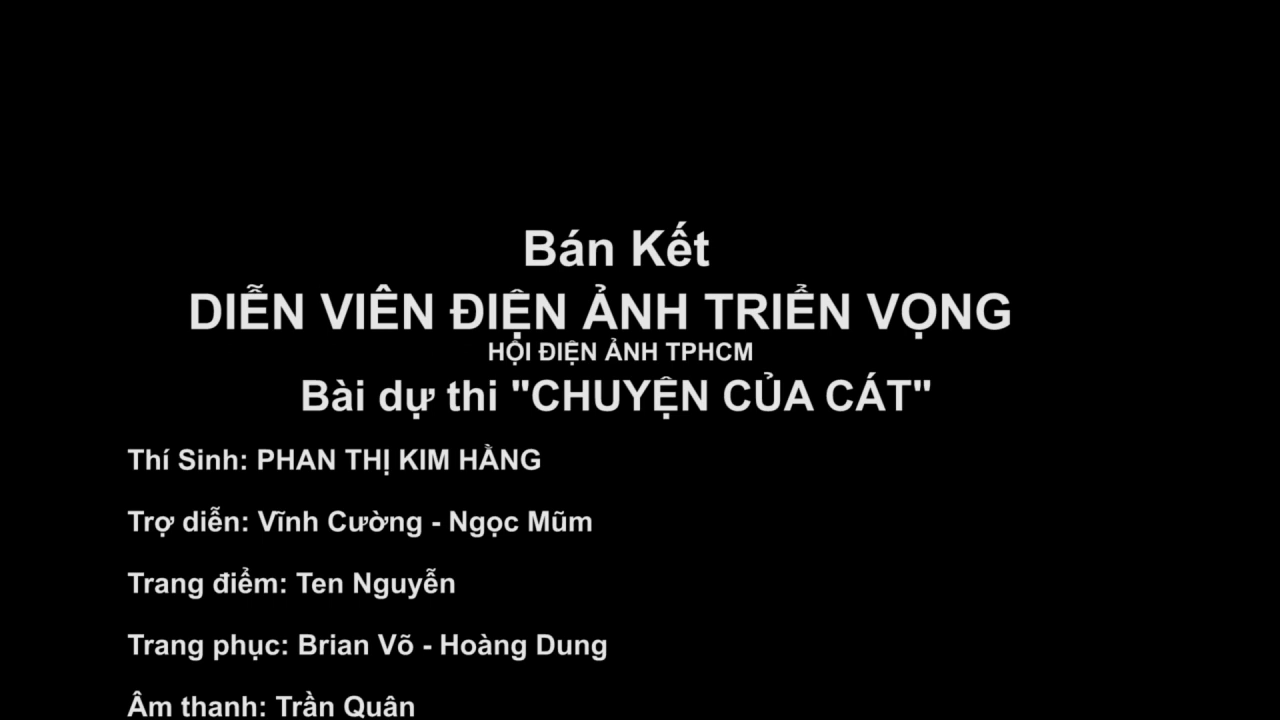 Bán Kết
DIỄN VIÊN ĐIỆN ẢNH TRIỂN VỌNG
HỘI ĐIỆN ẢNH TPHCM
Bài dự thi "CHUYỆN CỦA CÁT"
Thí Sinh: PHAN THỊ KIM HẰNG
Trợ diễn: Vĩnh Cường - Ngọc Mũm
Trang điểm: Ten Nguyễn
Trang phục: Brian Võ - Hoàng Dung
Âm thanh: Trần Quân